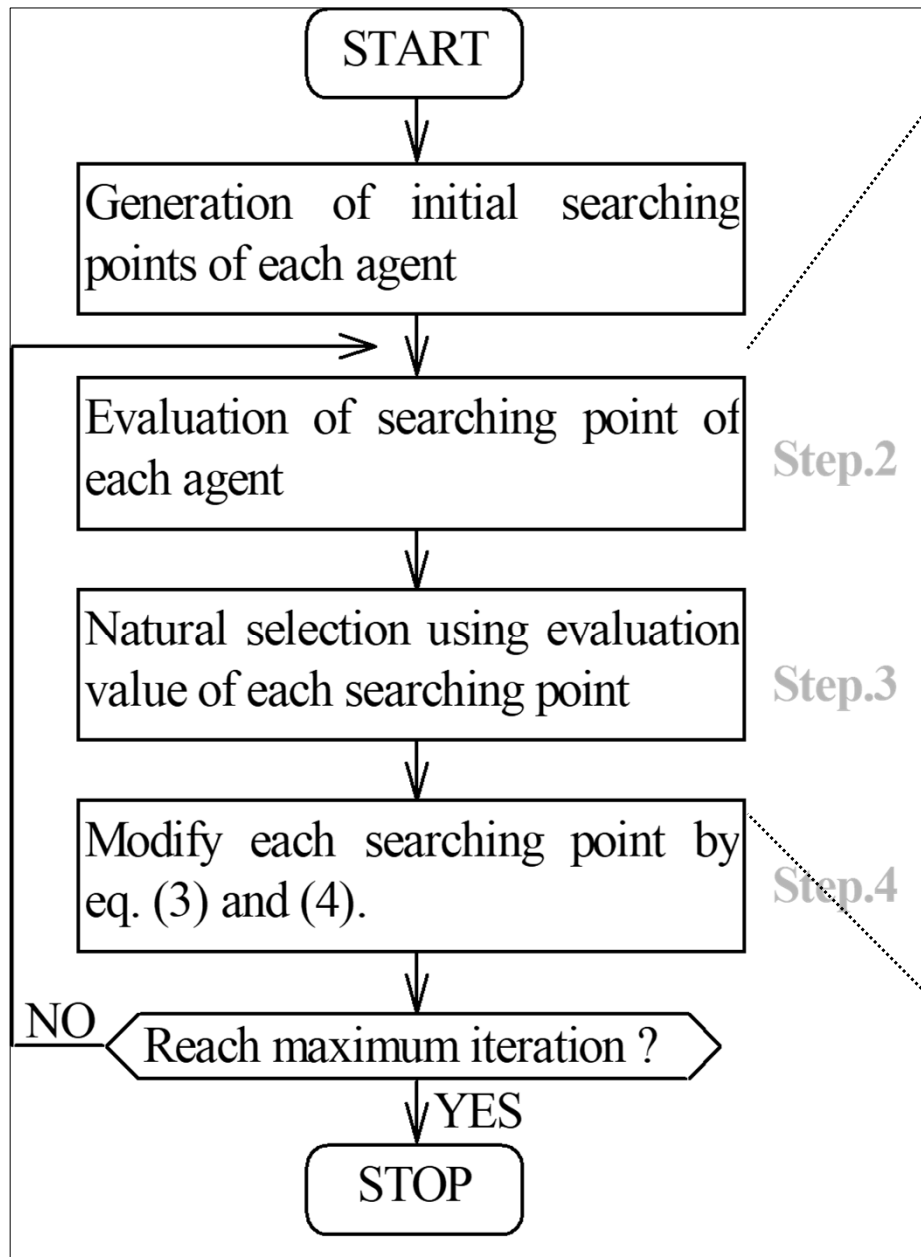 START
Generation of initial searching
points of each agent
Evaluation of searching point of
each agent
Step.2
Natural selection using evaluation
value of each searching point
Step.3
Modify each searching point by
eq. (3) and (4).
Step.4
NO
Reach maximum iteration ?
YES
STOP